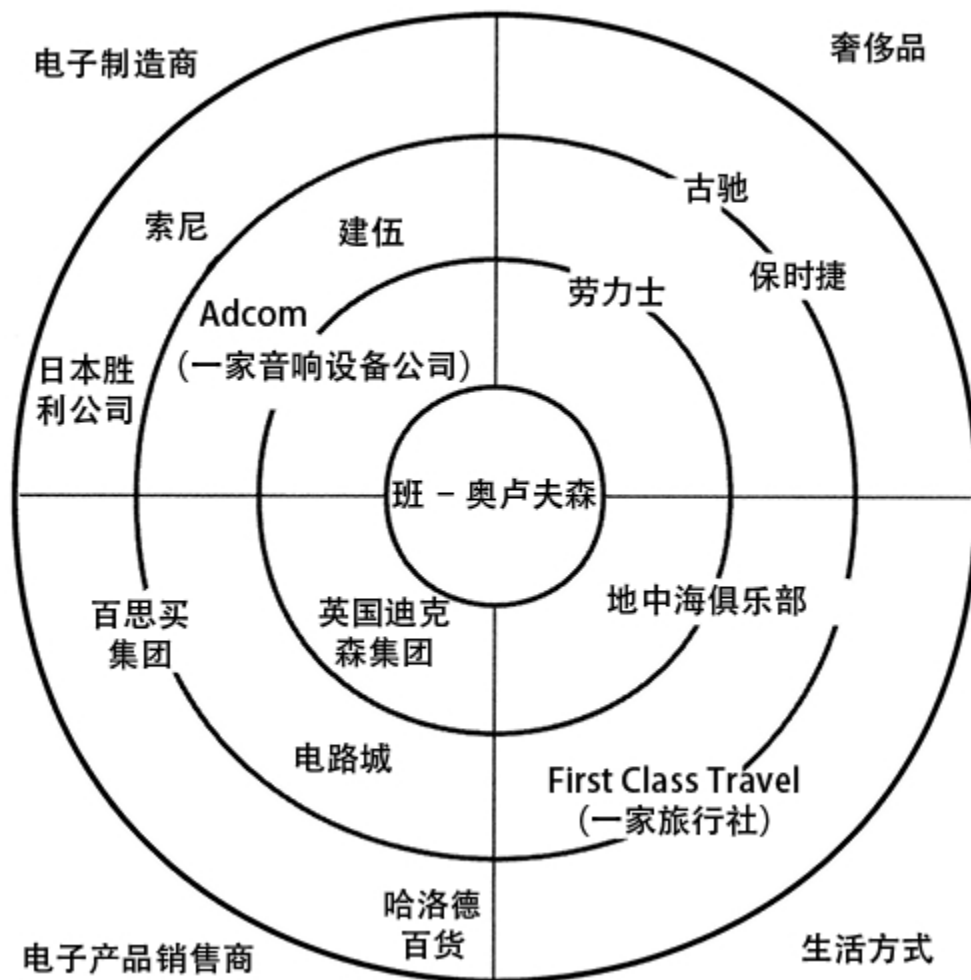 电子制造商
奢侈品
古驰
索尼
建伍
保时捷
劳力士
Adcom
（一家音响设备公司）
日本胜
利公司
班 – 奥卢夫森
百思买
集团
英国迪克
森集团
地中海俱乐部
电路城
First Class Travel
（一家旅行社）
哈洛德
百货
电子产品销售商
生活方式